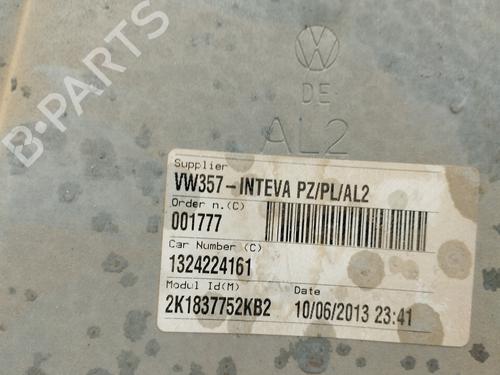 DE
AL2
Supplier
VW357-INTEVA PZ/PL/AL2
Order n.(C)
001777
Car Number (C)
1324224161
Modul Id(M) Date
2K1837752KB2 10/06/2013 23:41
B-PARTS